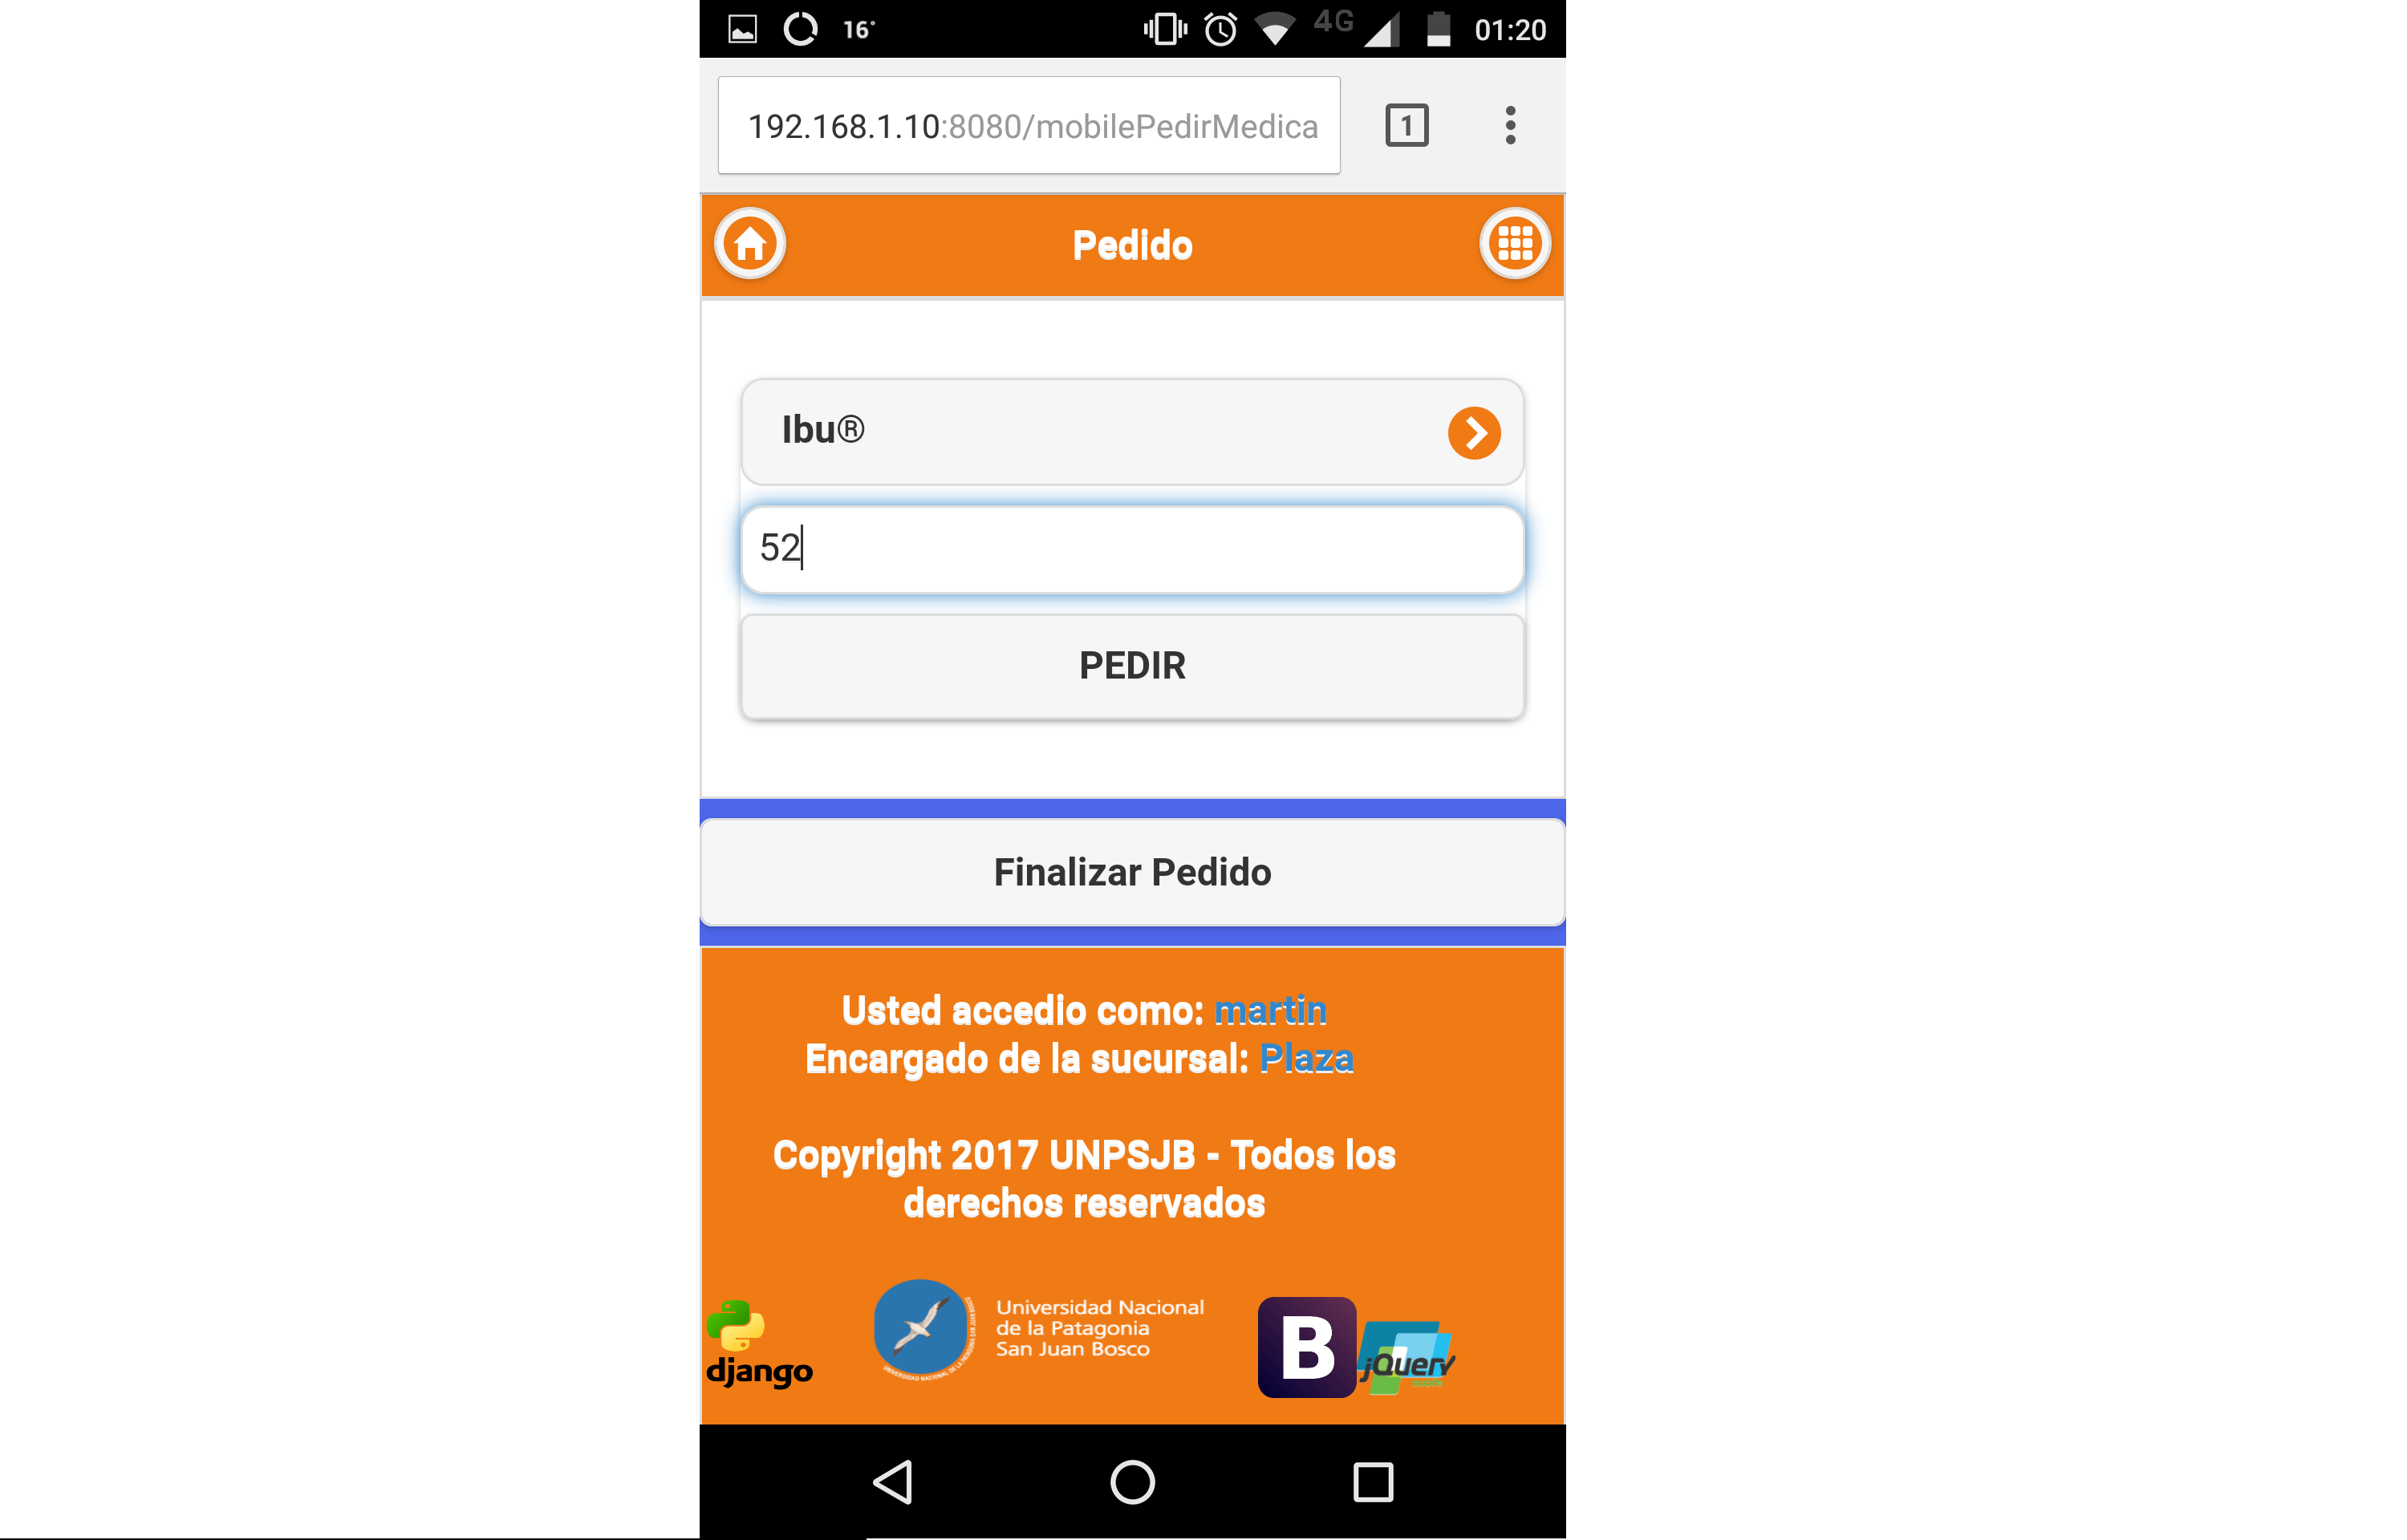 16°
4G
01:20
192.168.1.10:8080/mobilePedirMedica
1
Pedido
Ibu®
52
PEDIR
Finalizar Pedido
Usted accedio como: martin
Encargado de la sucursal: Plaza
Copyright 2017 UNPSJB - Todos los
derechos reservados
django
Universidad Nacional
de la Patagonia
San Juan Bosco
B
jQuery